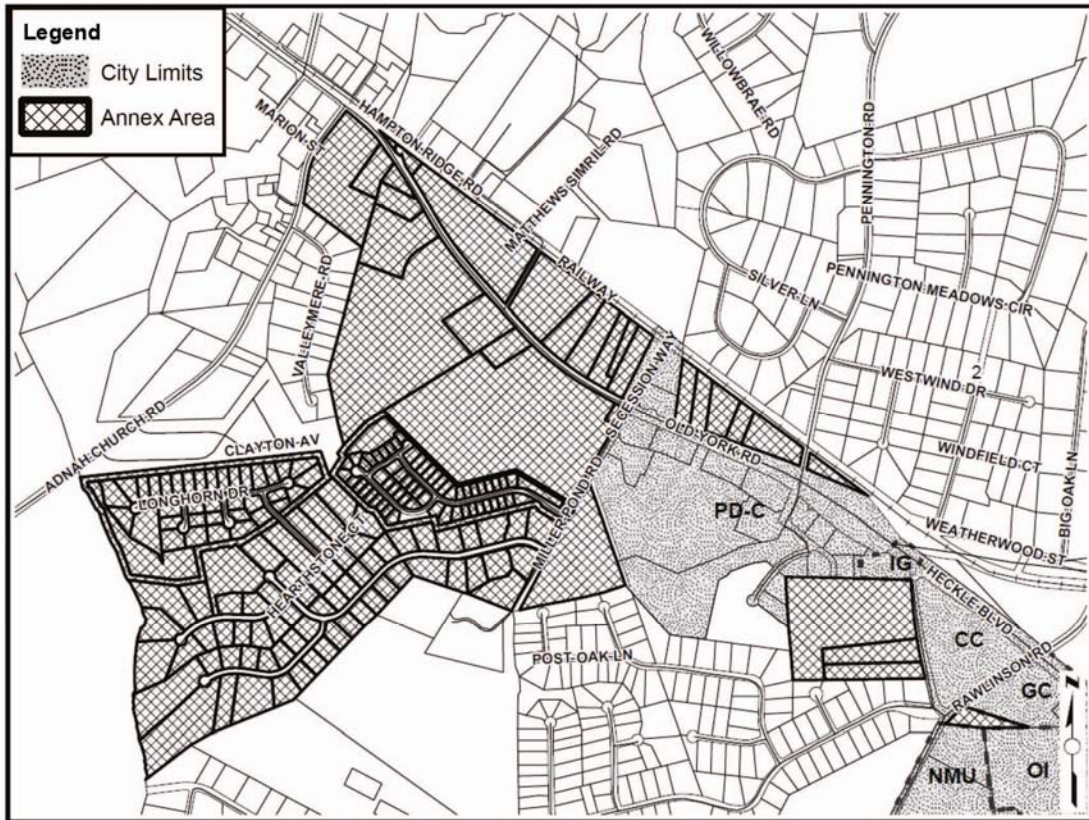 Legend
City Limits
Annex Area
MARION ST
HAMPTON RIDGE RD
MATTHEWS SIMRIL RD
RAILWAY
WILLOWBRAE RD
PENNINGTON RD
SILVER LN
PENNINGTON MEADOWS CIR
2
WESTWIND DR
WINDFIELD CT
BIG OAK LN
VALLEYMERE RD
ADNAH CHURCH RD
CLAYTON AV
LONGHORN DR
HEARTHSTONE CT
MILLER POND RD
SECESSION WAY
OLD YORK RD
PD-C
WEATHERWOOD ST
IG
HECKLE BLVD
CC
POST OAK LN
RAWLINSON RD
GC
NMU
OI